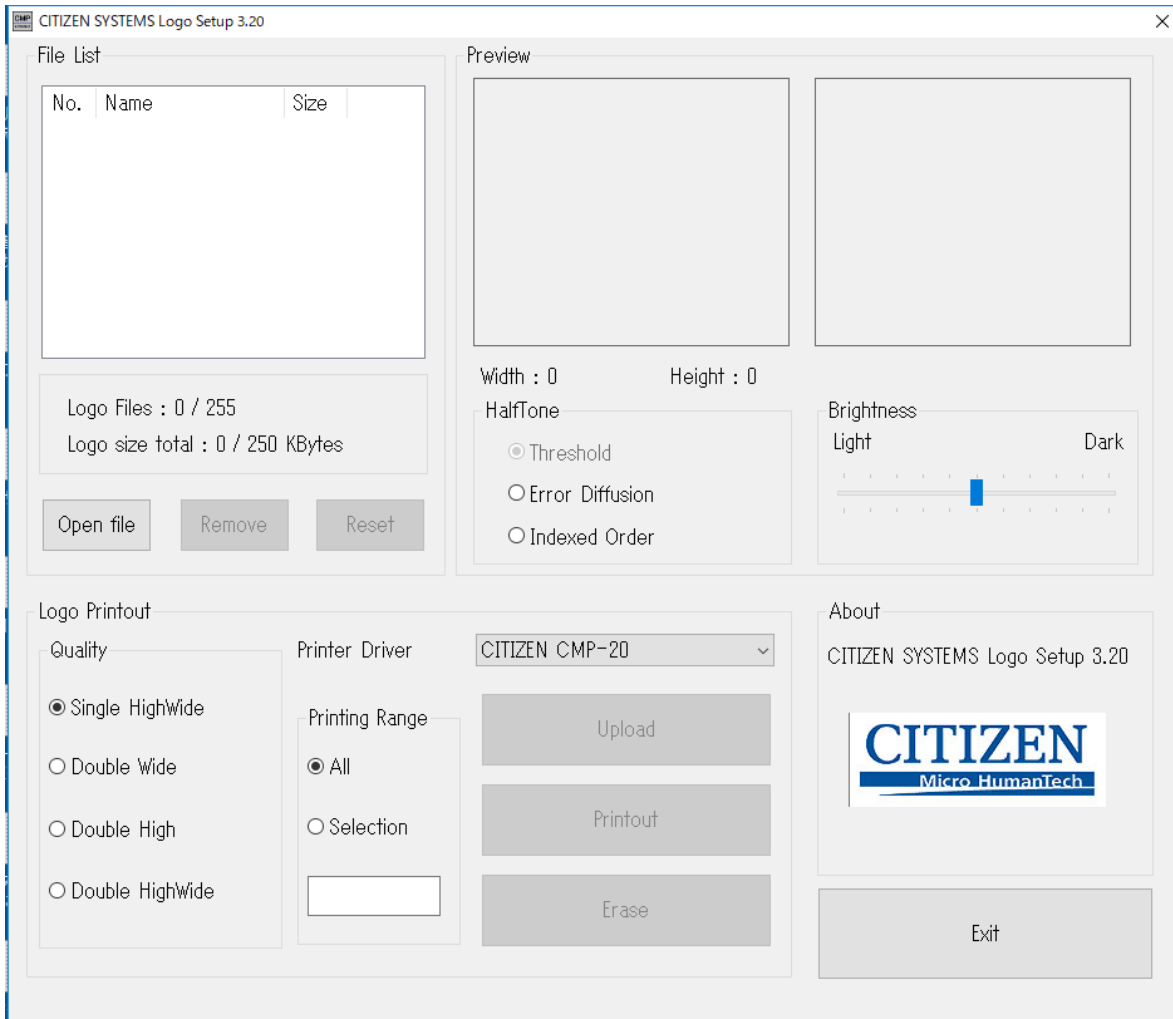 CMP
CITIZEN SYSTEMS Logo Setup 3.20
File List
No. Name Size
Logo Files : 0 / 255
Logo size total : 0 / 250 KBytes
Open file Remove Reset
Preview
Width : 0 Height : 0
HalfTone
Threshold
Error Diffusion
Indexed Order
Brightness
Light Dark
Logo Printout
Quality
Single HighWide
Double Wide
Double High
Double HighWide
Printer Driver CITIZEN CMP-20
Printing Range
All
Selection
Upload
Printout
Erase
About
CITIZEN SYSTEMS Logo Setup 3.20
CITIZEN
Micro HumanTech
Exit